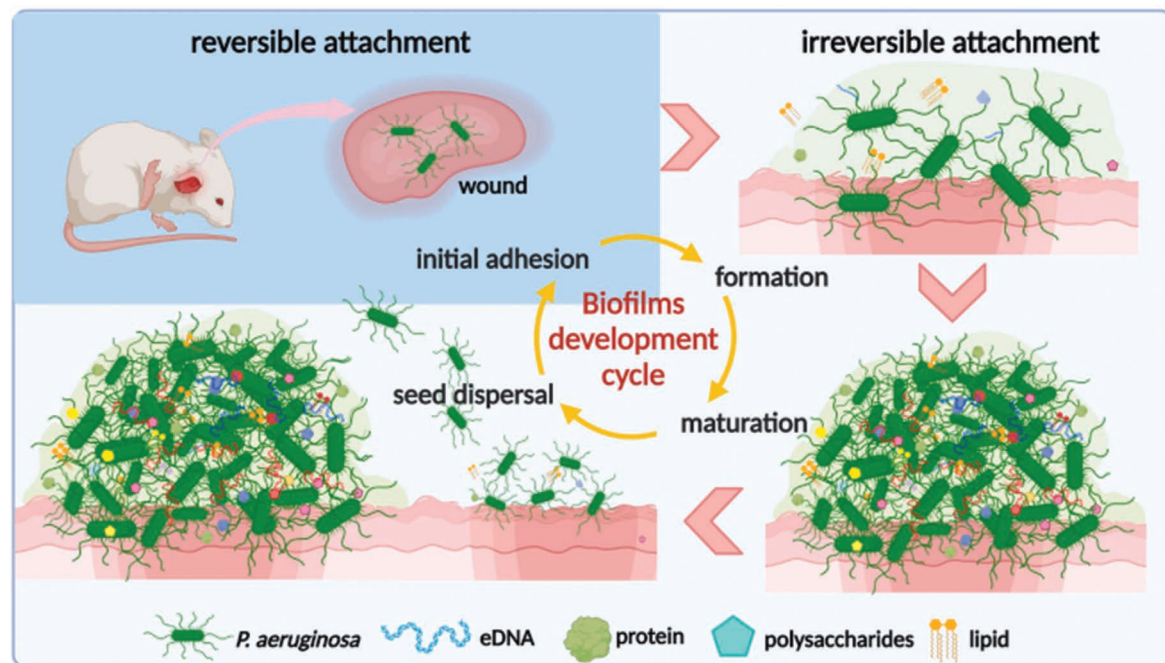 reversible attachment
irreversible attachment
wound
initial adhesion
formation
Biofilms
development
cycle
seed dispersal
maturation
P. aeruginosa
eDNA
protein
polysaccharides
lipid